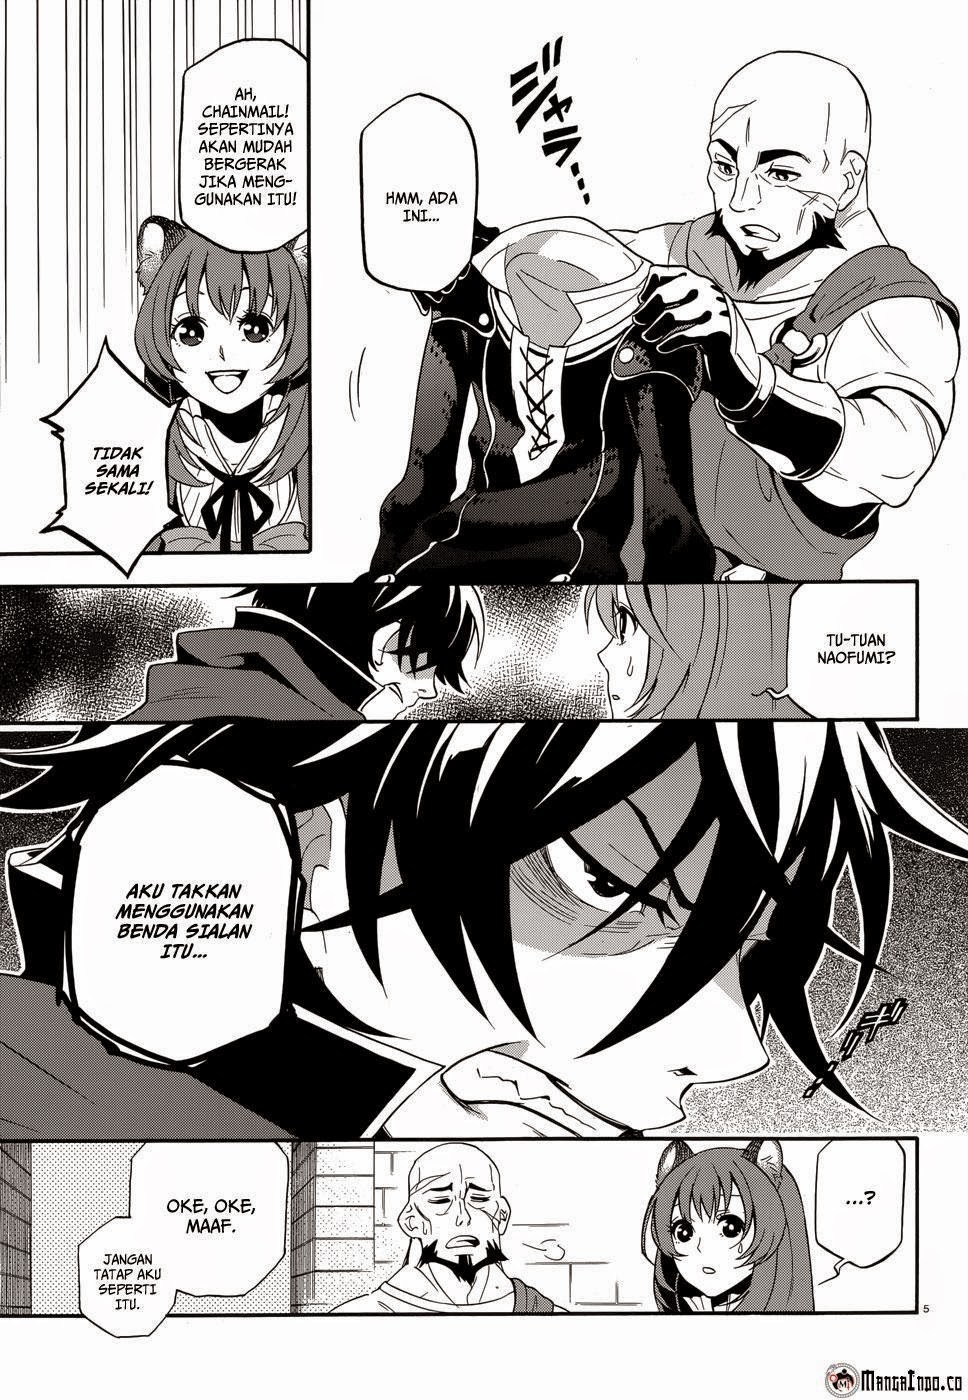 ジャラ…
HMM, ADA
INI...
AH,
CHAINMAIL!
SEPERTINYA
AKAN MUDAH
BERGERAK
JIKA MENG-
GUNAKAN ITU!
TIDAK
SAMA
SEKALI!
TU-TUAN
NAOFUMI?
AKU TAKKAN
MENGGUNAKAN
BENDA SIALAN
ITU...
...?
OKE, OKE,
MAAF.
JANGAN
TATAP AKU
SEPERTI
ITU.
5
MangaIndo.co